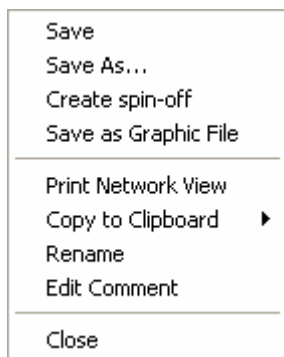 Save
Save As...
Create spin-off
Save as Graphic File
Print Network View
Copy to Clipboard
Rename
Edit Comment
Close